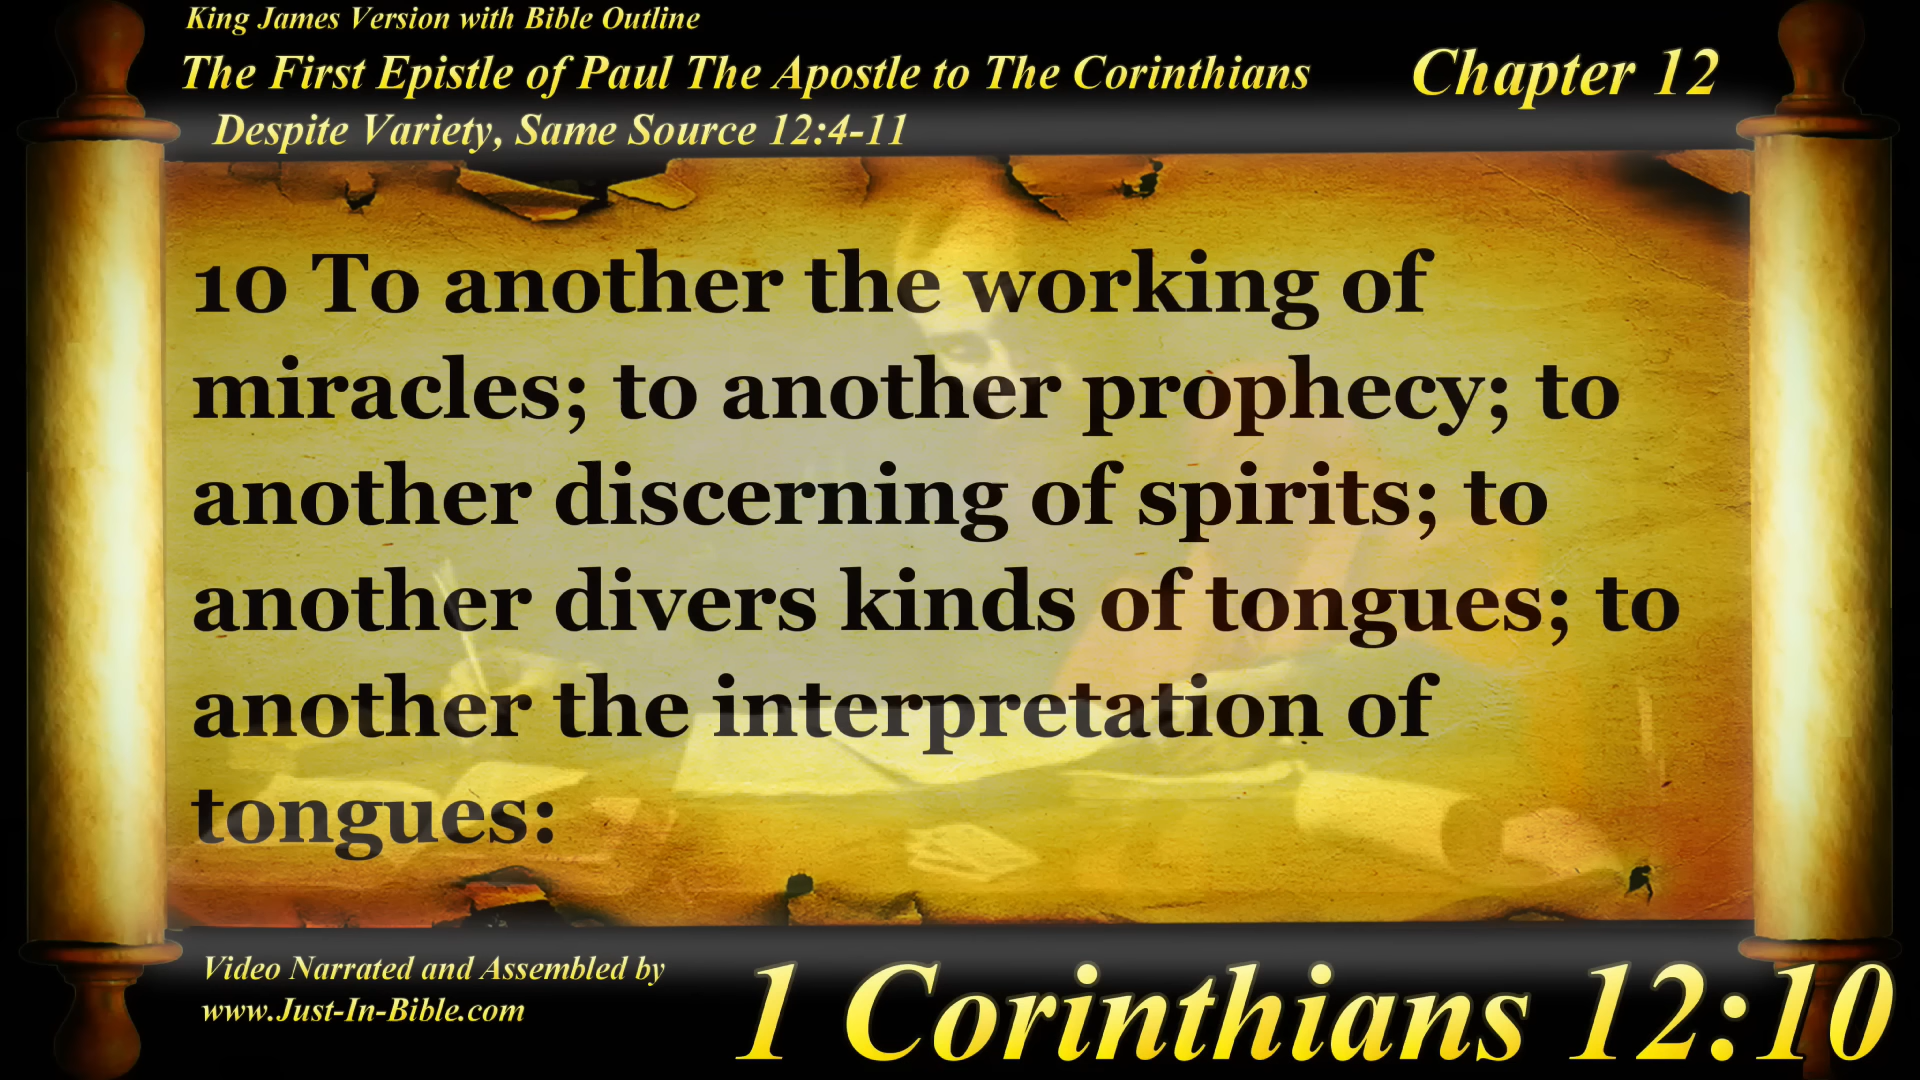 King James Version with Bible Outline
The First Epistle of Paul The Apostle to The Corinthians
Chapter 12
Despite Variety, Same Source 12:4-11
10 To another the working of
miracles; to another prophecy; to
another discerning of spirits; to
another divers kinds of tongues; to
another the interpretation of
tongues:
Video Narrated and Assembled by
www.Just-In-Bible.com
1 Corinthians 12:10